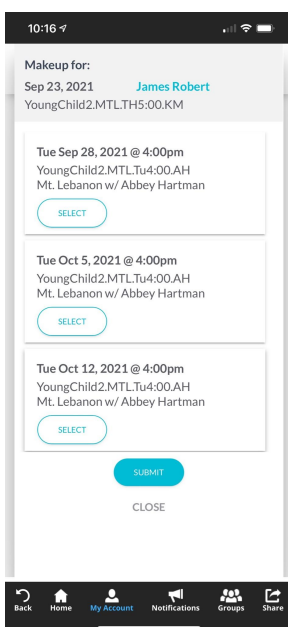 10:16
Makeup for:
Sep 23, 2021 James Robert
YoungChild2.MTL.TH5:00.KM
Tue Sep 28, 2021 @ 4:00pm
YoungChild2.MTL.Tu4:00.AH
Mt. Lebanon w/ Abbey Hartman
SELECT
Tue Oct 5, 2021 @ 4:00pm
YoungChild2.MTL.Tu4:00.AH
Mt. Lebanon w/ Abbey Hartman
SELECT
Tue Oct 12, 2021 @ 4:00pm
YoungChild2.MTL.Tu4:00.AH
Mt. Lebanon w/ Abbey Hartman
SELECT
SUBMIT
CLOSE
Back Home My Account Notifications Groups Share